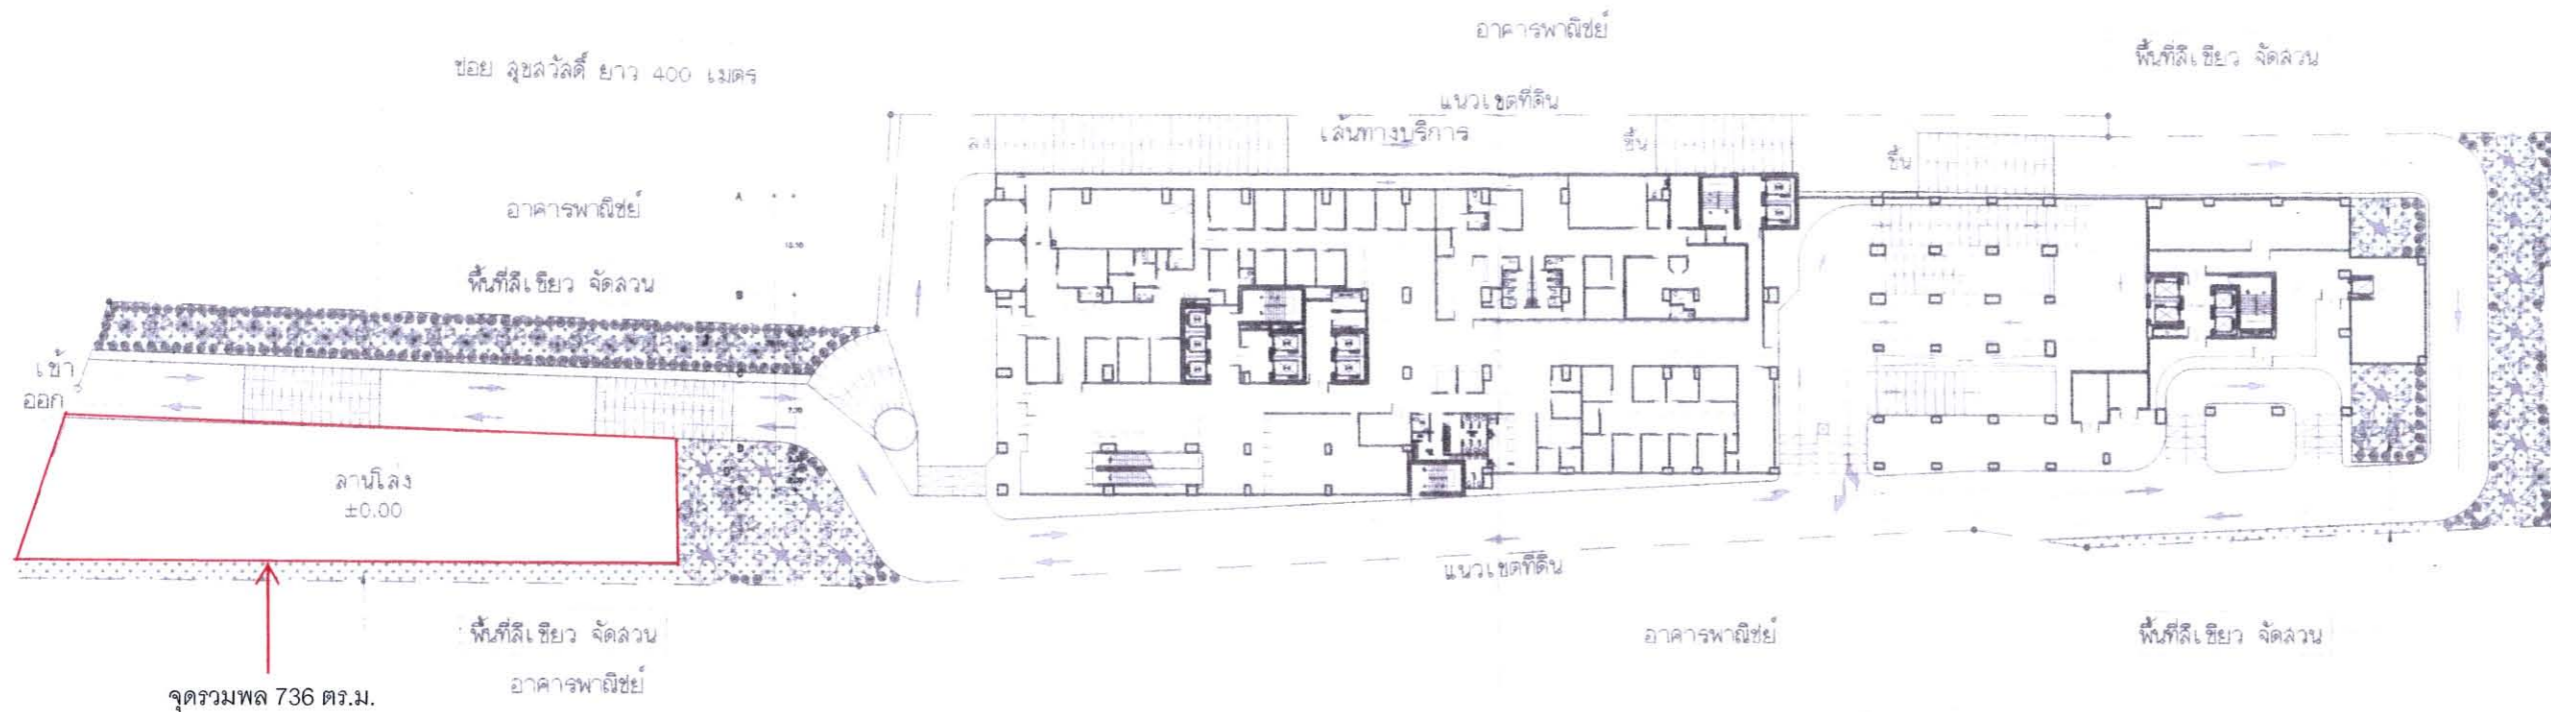 อาคารพาณิชย์
พื้นที่สีเขียว จัดสวน
ซอย สุขสวัสดิ์ ยาว 400 เมตร
แนวเขตที่ดิน
เส้นทางบริการ
ลง
ขึ้น
ขึ้น
อาคารพาณิชย์
A
พื้นที่สีเขียว จัดสวน
B
เข้า
ออก
ลานโล่ง
±0.00
แนวเขตที่ดิน
พื้นที่สีเขียว จัดสวน
อาคารพาณิชย์
พื้นที่สีเขียว จัดสวน
อาคารพาณิชย์
จุดรวมพล 736 ตร.ม.